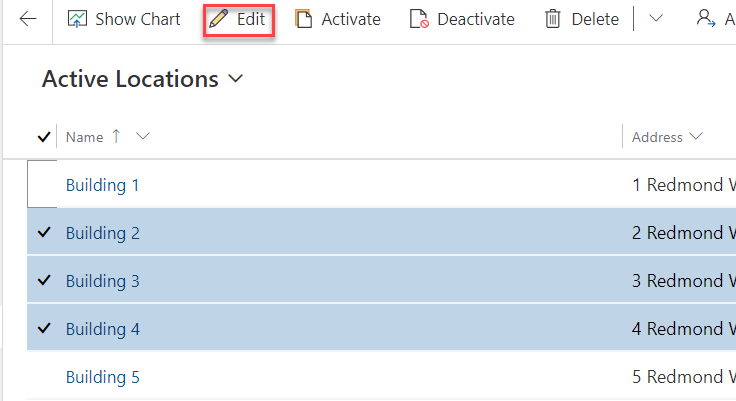 Show Chart Edit Activate Deactivate Delete A
Active Locations
Name Address
Building 1 1 Redmond W
Building 2 2 Redmond W
Building 3 3 Redmond W
Building 4 4 Redmond W
Building 5 5 Redmond W